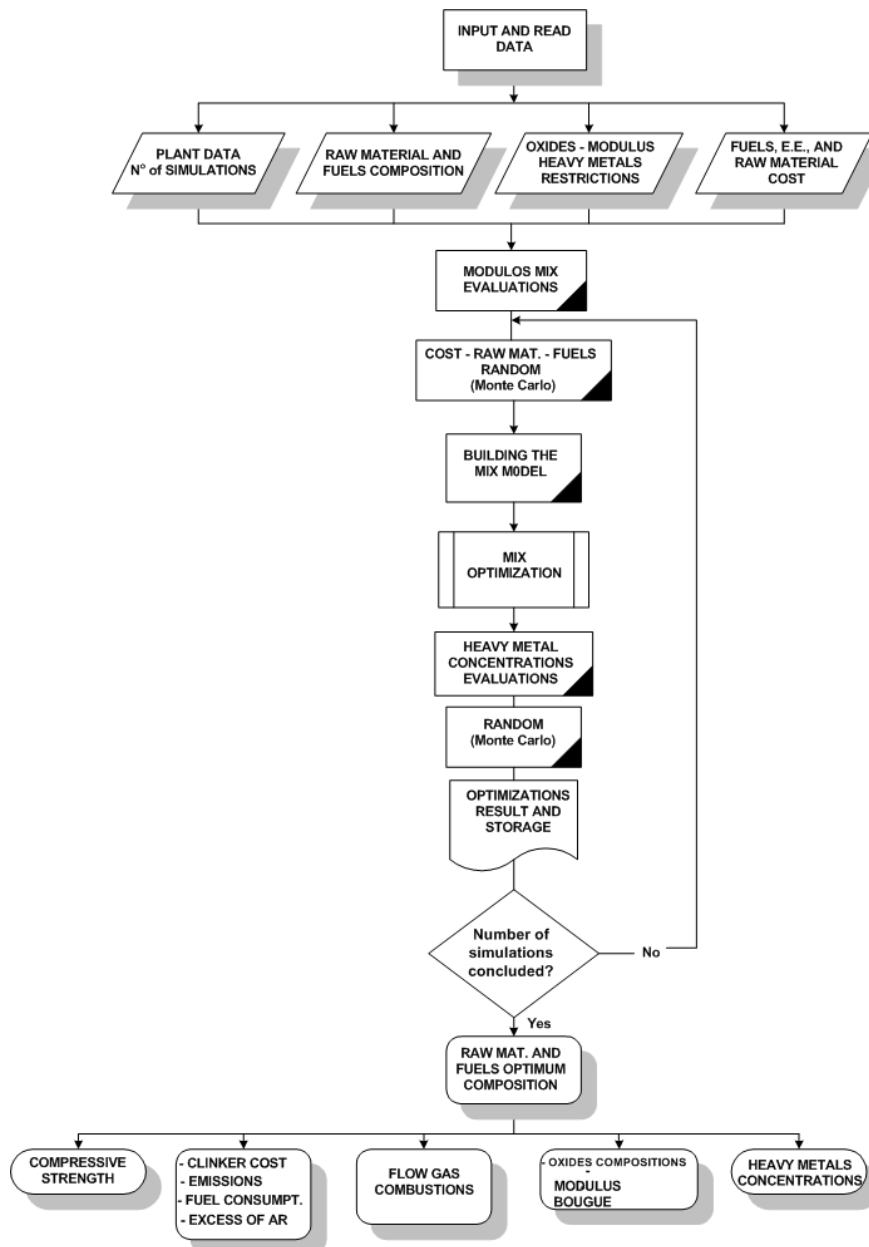 INPUT AND READ
DATA
PLANT DATA
N° of SIMULATIONS
RAW MATERIAL AND
FUELS COMPOSITION
OXIDES - MODULUS
HEAVY METALS
RESTRICTIONS
FUELS, E.E., AND
RAW MATERIAL
COST
MODULOS MIX
EVALUATIONS
COST - RAW MAT. - FUELS
RANDOM
(Monte Carlo)
BUILDING THE
MIX M0DEL
MIX
OPTIMIZATION
HEAVY METAL
CONCENTRATIONS
EVALUATIONS
RANDOM
(Monte Carlo)
OPTIMIZATIONS
RESULT AND
STORAGE
Number of
simulations
concluded?
No
Yes
RAW MAT. AND
FUELS OPTIMUM
COMPOSITION
COMPRESSIVE
STRENGTH
- CLINKER COST
- EMISSIONS
- FUEL CONSUMPT.
- EXCESS OF AR
FLOW GAS
COMBUSTIONS
- OXIDES COMPOSITIONS
-
MODULUS
BOUGUE
HEAVY METALS
CONCENTRATIONS